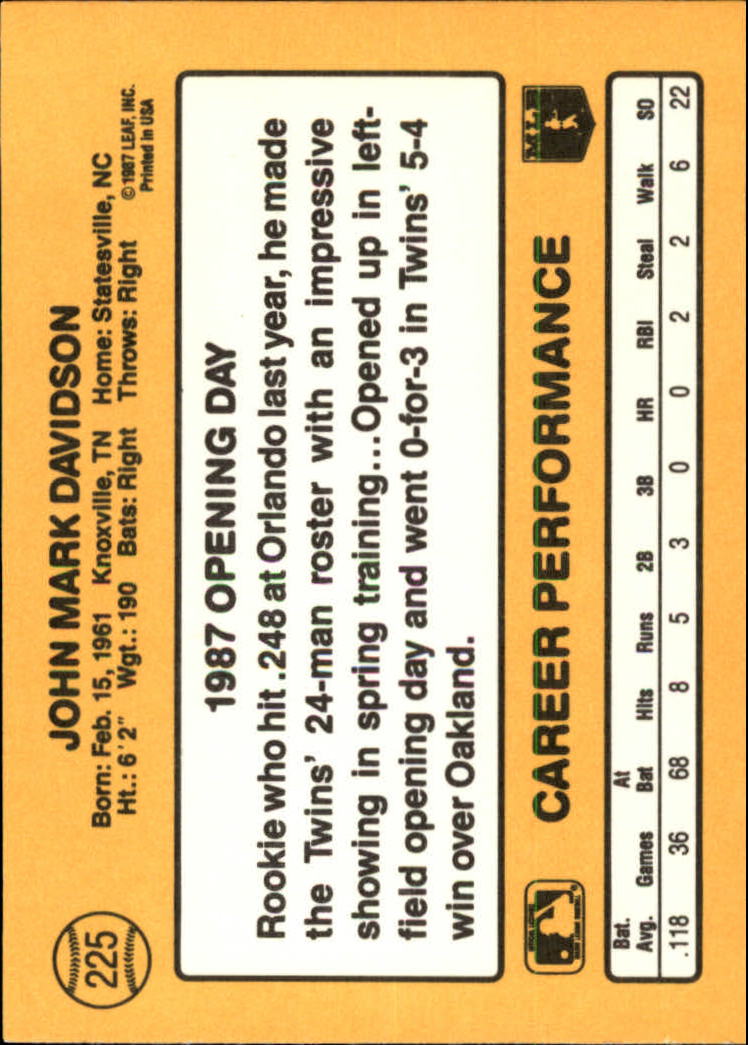 225
JOHN MARK DAVIDSON
Born: Feb. 15, 1961 Knoxville, TN Home: Statesville, NC
Ht.: 6'2" Wgt.: 190 Bats: Right Throws: Right
© 1987 LEAF, INC.
Printed in USA
1987 OPENING DAY
Rookie who hit .248 at Orlando last year, he made
the Twins' 24-man roster with an impressive
showing in spring training...Opened up in left-
field opening day and went 0-for-3 in Twins' 5-4
win over Oakland.
CAREER PERFORMANCE
Bat. Avg. Games At Bat Hits Runs 2B 3B HR RBI Steal Walk SO
.118 36 68 8 5 3 0 0 2 2 6 22